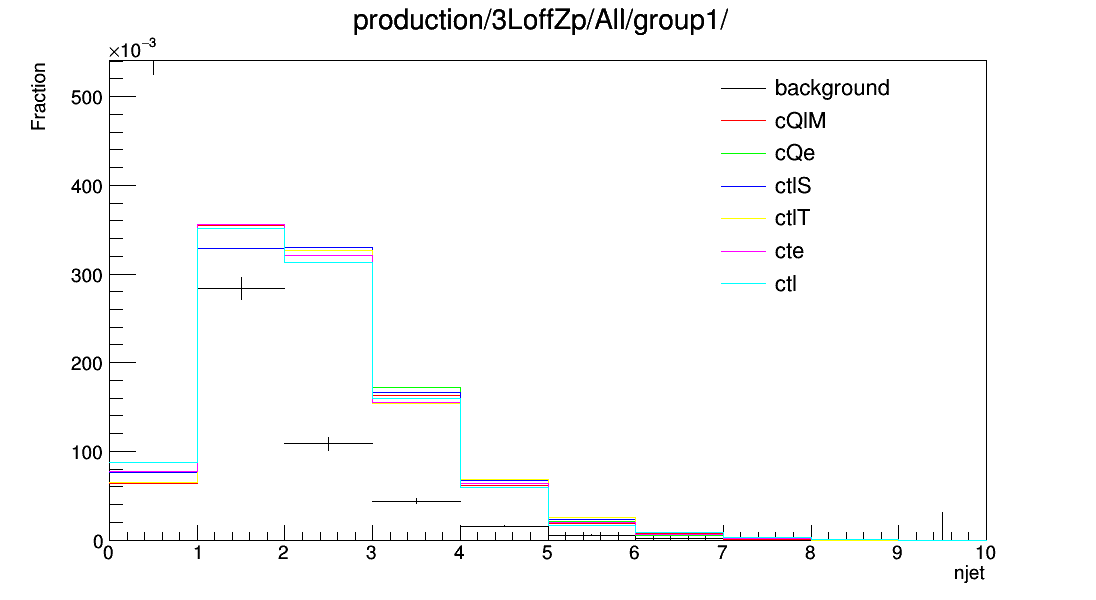 production/3LoffZp/All/group1/
×10⁻³
Fraction
500
400
300
200
100
0
background
cQlM
cQe
ctlS
ctlT
cte
ctl
0 1 2 3 4 5 6 7 8 9 10
njet